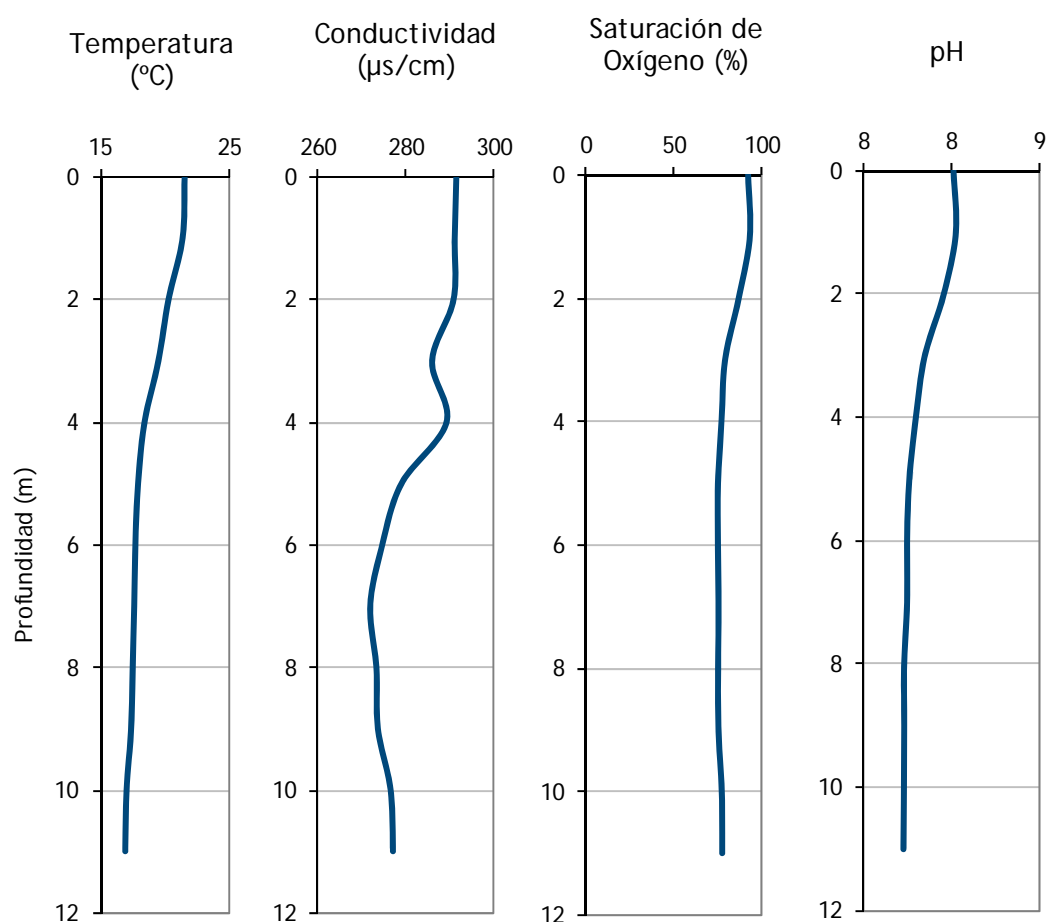 Temperatura
(ºC)
Conductividad
(µs/cm)
Saturación de
Oxígeno (%)
pH
15 25
260 280 300
0 50 100
8 8 9
0
2
4
6
8
10
12
0
2
4
6
8
10
12
0
2
4
6
8
10
12
0
2
4
6
8
10
12
Profundidad (m)